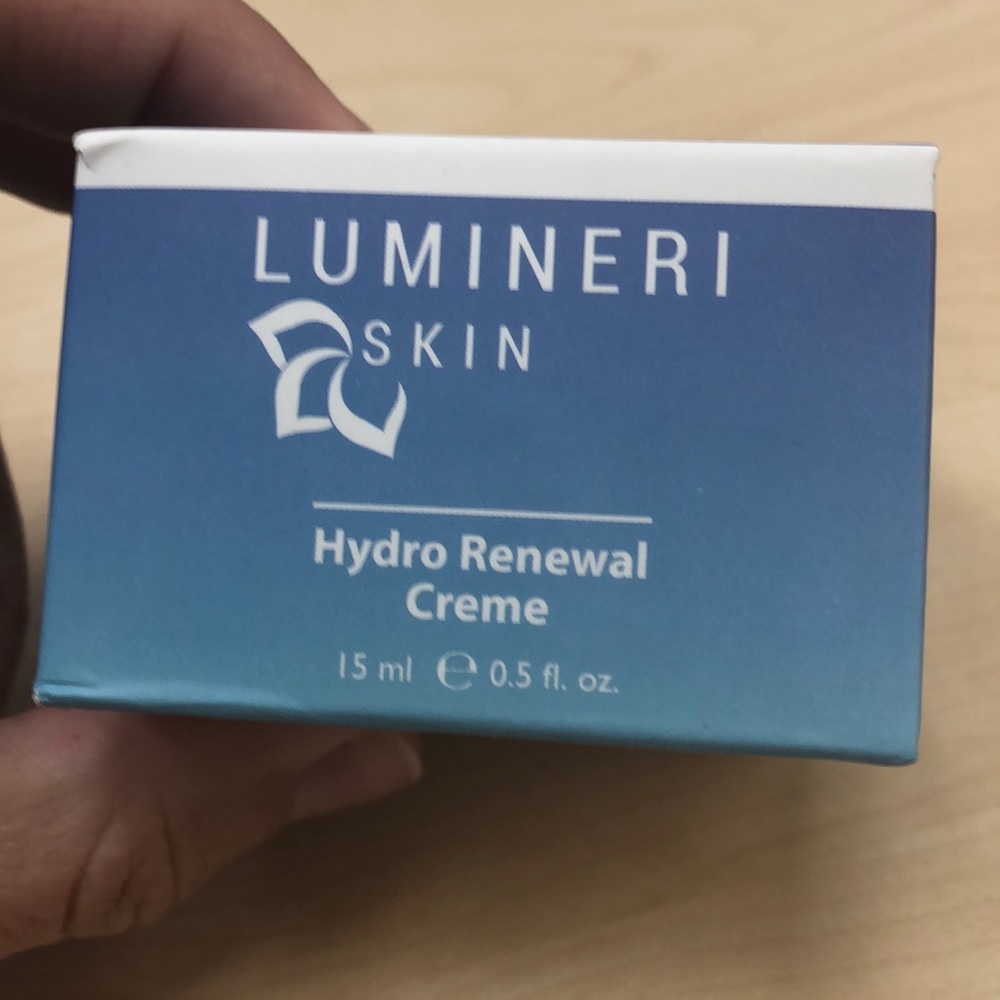 LUMINERI
SKIN
Hydro Renewal
Creme
15 ml ℮ 0.5 fl. oz.